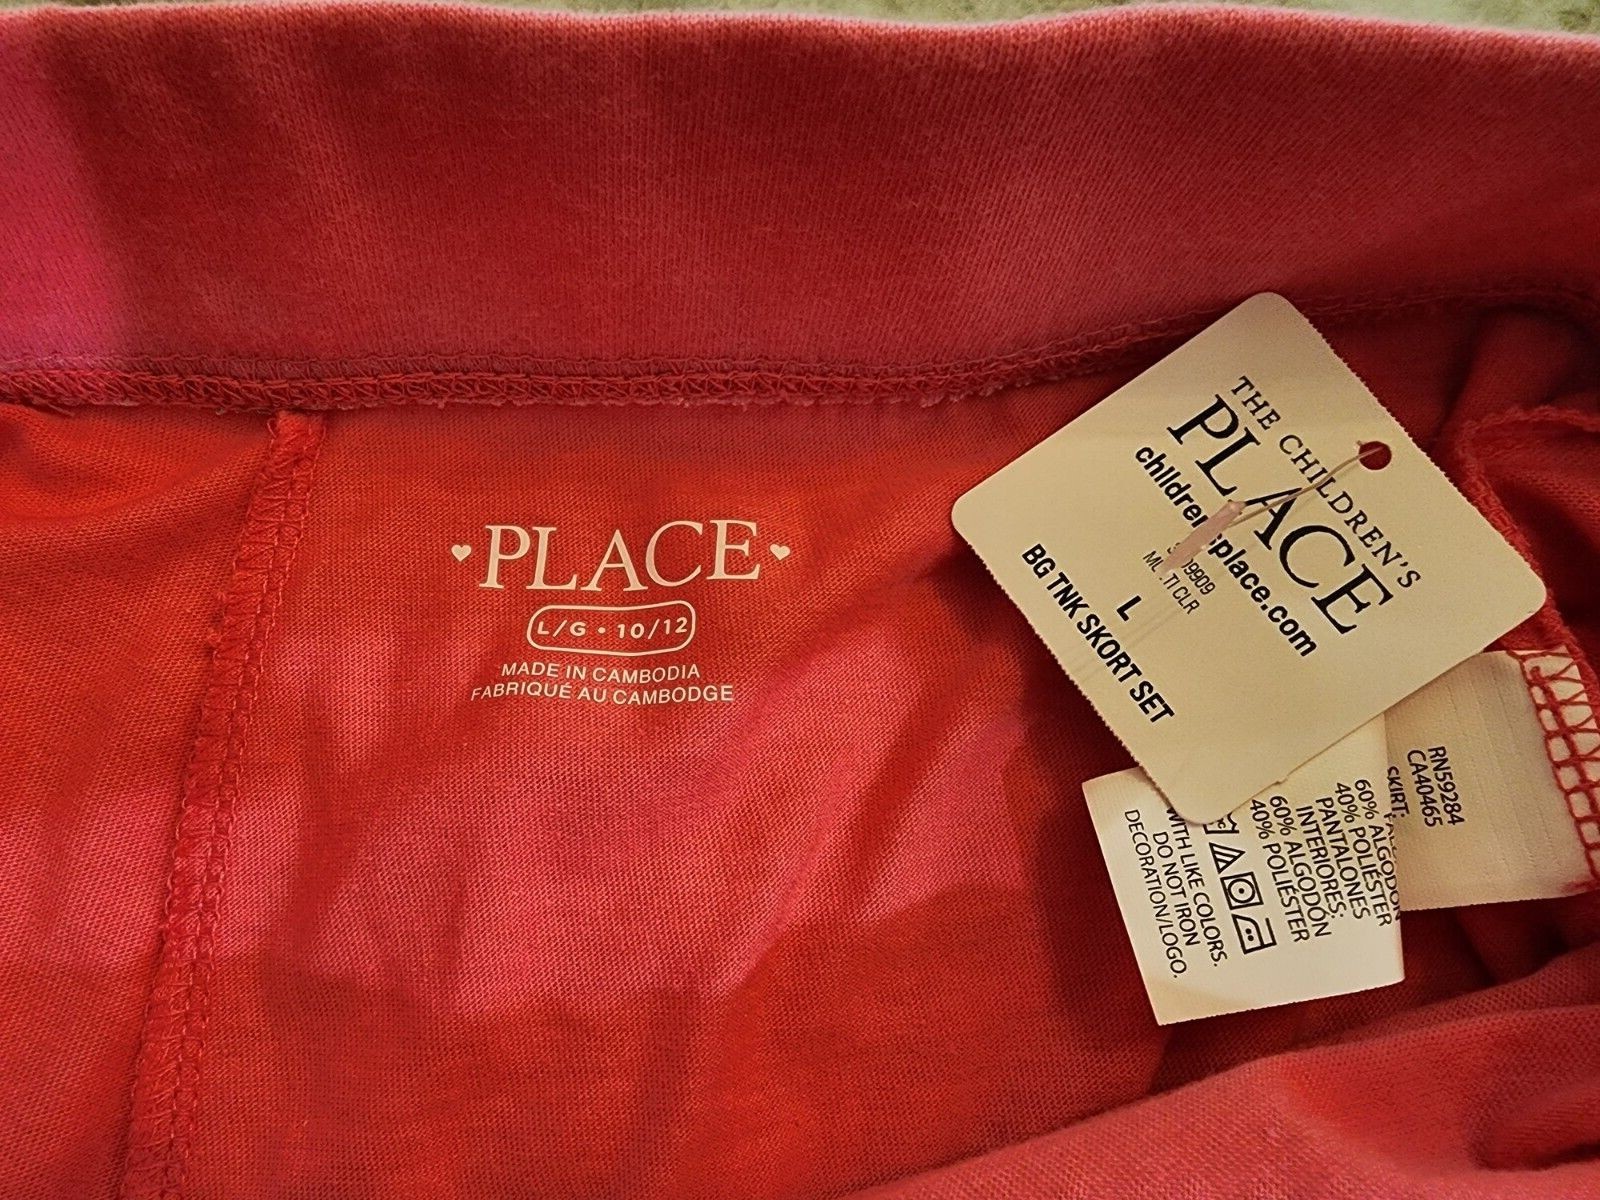 PLACE
L/G • 10/12
MADE IN CAMBODIA
FABRIQUÉ AU CAMBODGE
THE CHILDREN'S
PLACE
childrensplace.com
MULTI CLR
L
BG TNK SKORT SET
RN59284
CA40465
SKIRT:
60% ALGODÓN
40% POLIÉSTER
PANTALONES
INTERIORES:
60% ALGODÓN
40% POLIÉSTER
WITH LIKE COLORS.
DO NOT IRON
DECORATION/LOGO.